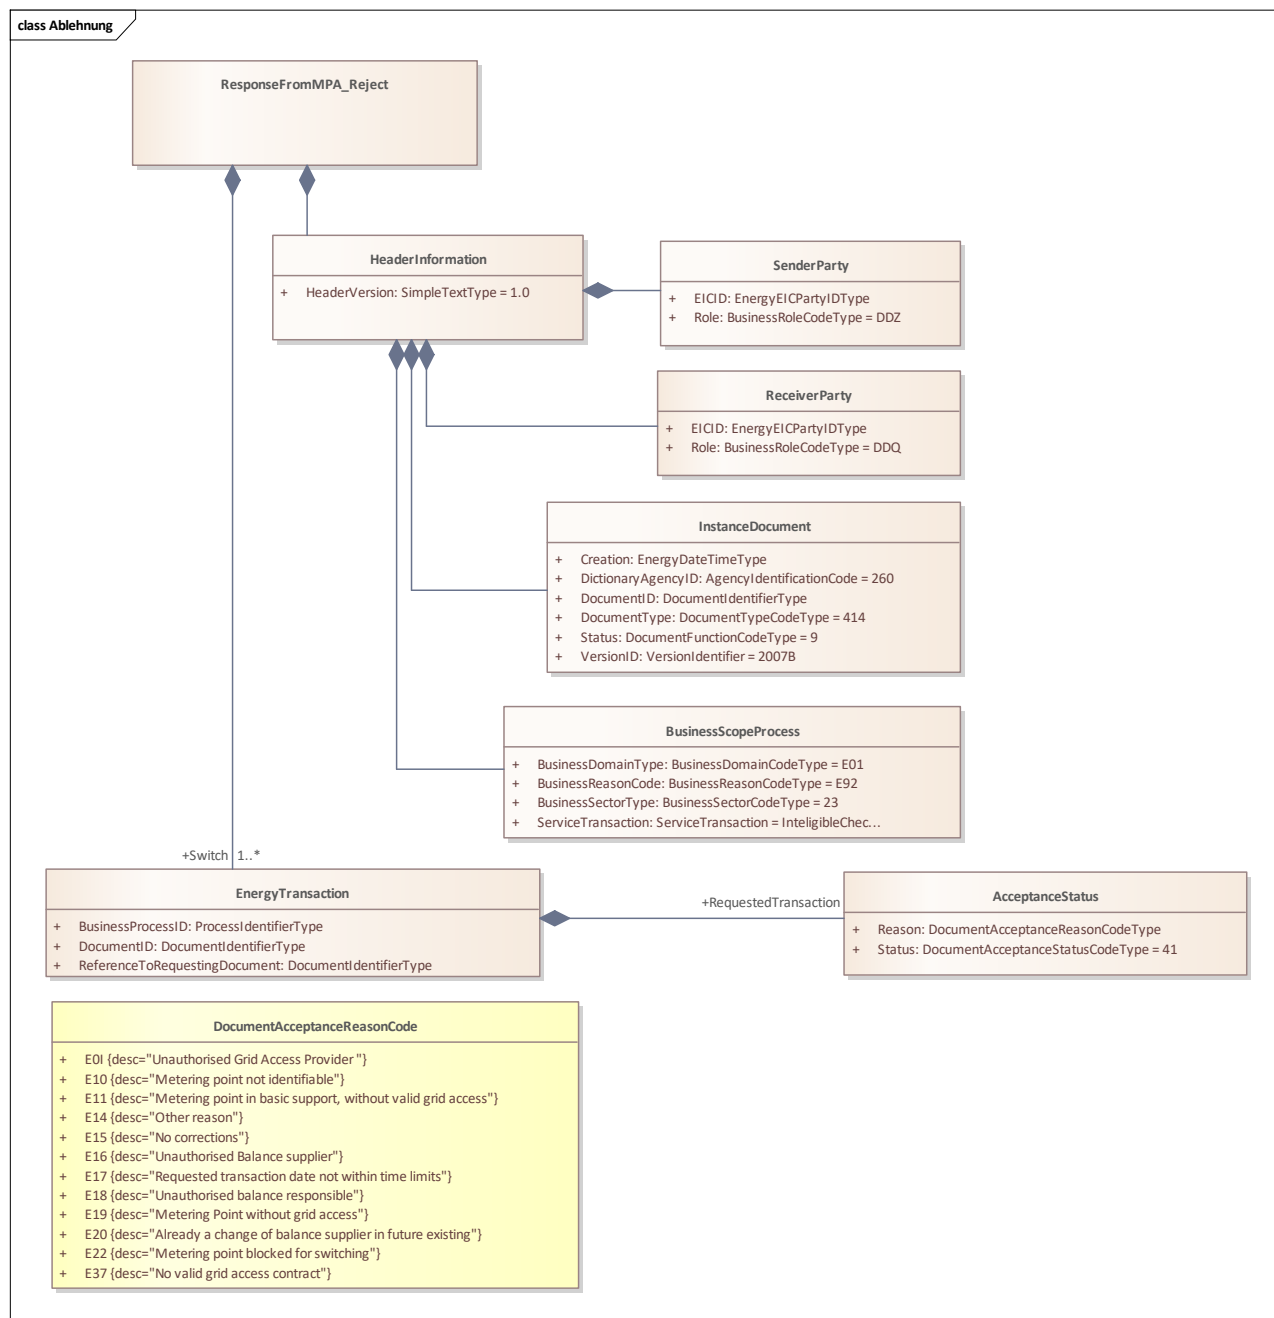 class Ablehnung
ResponseFromMPA_Reject
HeaderInformation
+ HeaderVersion: SimpleTextType = 1.0
SenderParty
+ EICID: EnergyEICPartyIDType
+ Role: BusinessRoleCodeType = DDZ
ReceiverParty
+ EICID: EnergyEICPartyIDType
+ Role: BusinessRoleCodeType = DDQ
InstanceDocument
+ Creation: EnergyDateTimeType
+ DictionaryAgencyID: AgencyIdentificationCode = 260
+ DocumentID: DocumentIdentifierType
+ DocumentType: DocumentTypeCodeType = 414
+ Status: DocumentFunctionCodeType = 9
+ VersionID: VersionIdentifier = 2007B
BusinessScopeProcess
+ BusinessDomainType: BusinessDomainCodeType = E01
+ BusinessReasonCode: BusinessReasonCodeType = E92
+ BusinessSectorType: BusinessSectorCodeType = 23
+ ServiceTransaction: ServiceTransaction = InteligibleChec...
+Switch 1..*
EnergyTransaction
+ BusinessProcessID: ProcessIdentifierType
+ DocumentID: DocumentIdentifierType
+ ReferenceToRequestingDocument: DocumentIdentifierType
+RequestedTransaction
AcceptanceStatus
+ Reason: DocumentAcceptanceReasonCodeType
+ Status: DocumentAcceptanceStatusCodeType = 41
DocumentAcceptanceReasonCode
+ E0I {desc="Unauthorised Grid Access Provider "}
+ E10 {desc="Metering point not identifiable"}
+ E11 {desc="Metering point in basic support, without valid grid access"}
+ E14 {desc="Other reason"}
+ E15 {desc="No corrections"}
+ E16 {desc="Unauthorised Balance supplier"}
+ E17 {desc="Requested transaction date not within time limits"}
+ E18 {desc="Unauthorised balance responsible"}
+ E19 {desc="Metering Point without grid access"}
+ E20 {desc="Already a change of balance supplier in future existing"}
+ E22 {desc="Metering point blocked for switching"}
+ E37 {desc="No valid grid access contract"}